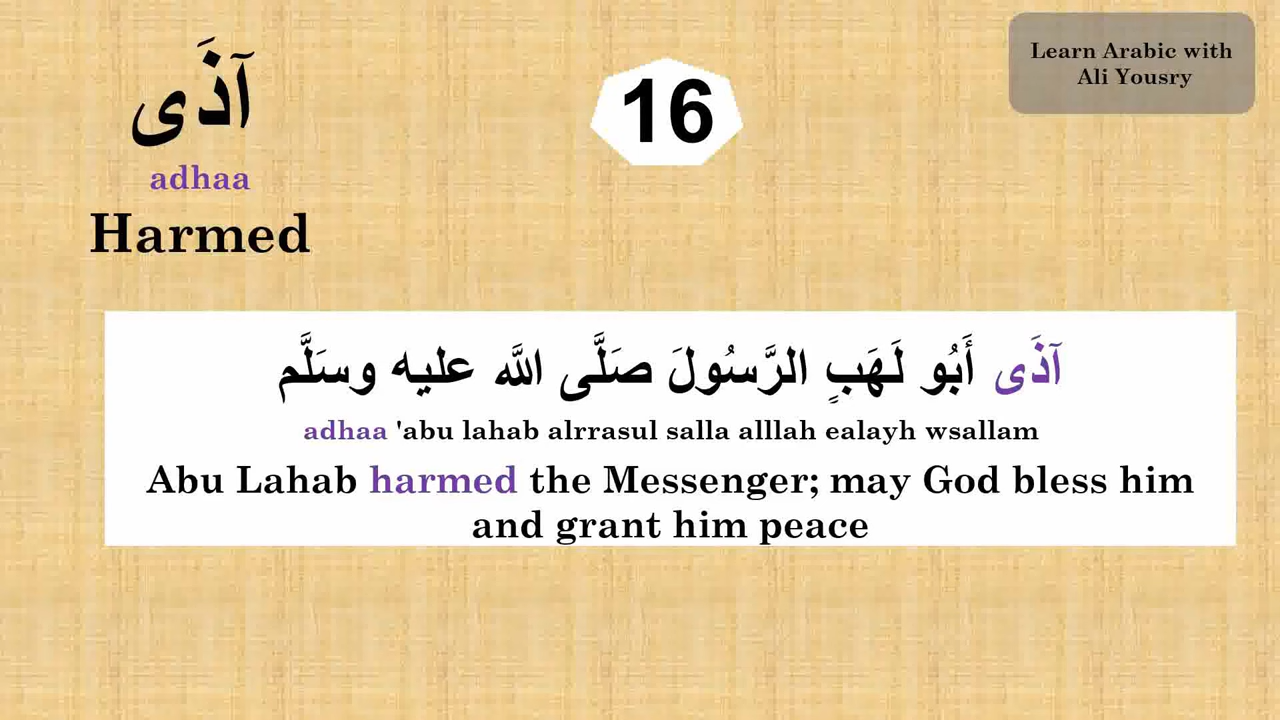 آذَى
adhaa
Harmed
16
Learn Arabic with
Ali Yousry
آذَى أَبُو لَهَبٍ الرَّسُولَ صَلَّى اللَّه عليه وسَلَّم
adhaa 'abu lahab alrrasul salla alllah ealayh wsallam
Abu Lahab harmed the Messenger; may God bless him
and grant him peace